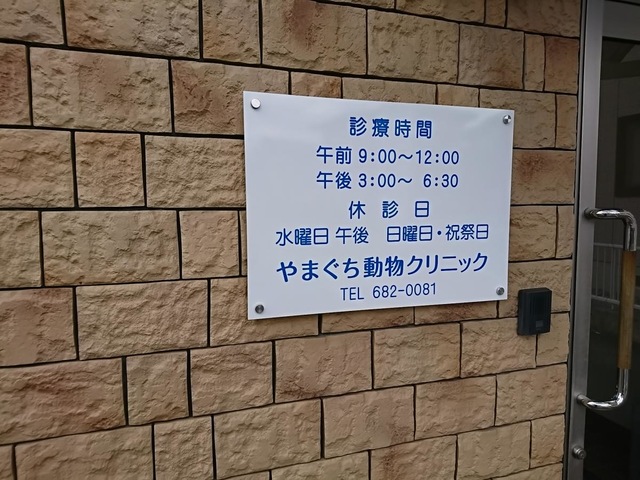 診療時間
午前 9:00〜12:00
午後 3:00〜 6:30
休診日
水曜日午後 日曜日・祝祭日
やまぐち動物クリニック
TEL 682-0081